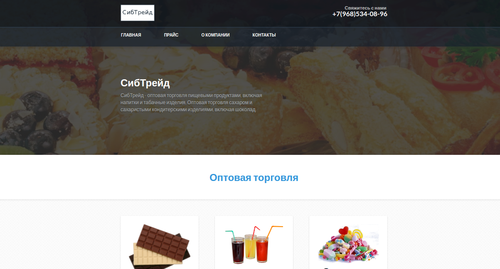 СибТрейд
Свяжитесь с нами:
+7(968)534-08-96
ГЛАВНАЯ
ПРАЙС
О КОМПАНИИ
КОНТАКТЫ
СибТрейд
СибТрейд - оптовая торговля пищевыми продуктами, включая
напитки и табачные изделия. Оптовая торговля сахаром и
сахаристыми кондитерскими изделиями, включая шоколад.
Оптовая торговля